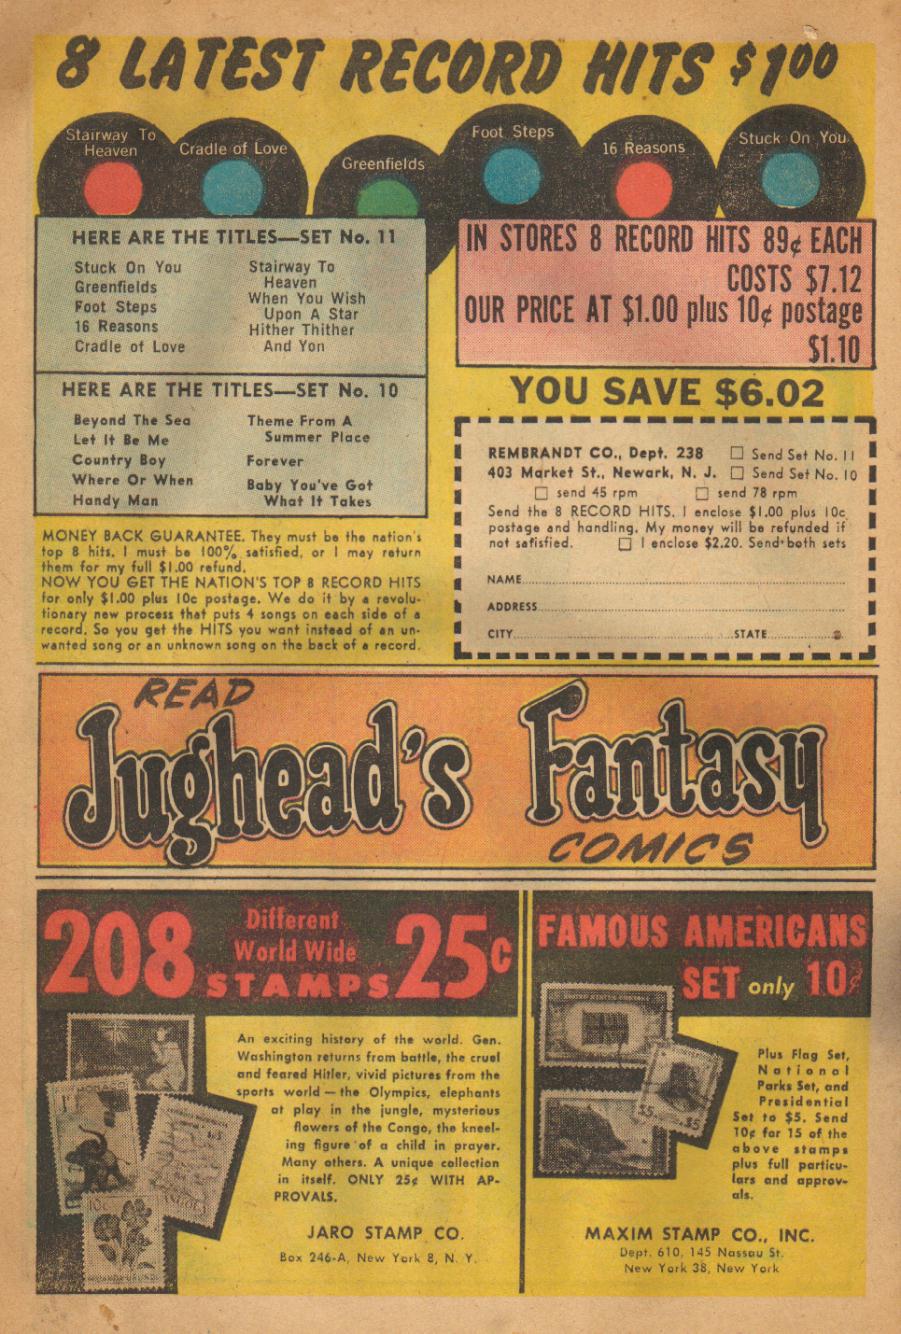 8 LATEST RECORD HITS $1.00
Stairway To
Heaven
Cradle of Love
Greenfields
Foot Steps
16 Reasons
Stuck On You
HERE ARE THE TITLES—SET No. 11
Stuck On You
Greenfields
Foot Steps
16 Reasons
Cradle of Love
Stairway To
Heaven
When You Wish
Upon A Star
Hither Thither
And Yon
HERE ARE THE TITLES—SET No. 10
Beyond The Sea
Let It Be Me
Country Boy
Where Or When
Handy Man
Theme From A
Summer Place
Forever
Baby You've Got
What It Takes
MONEY BACK GUARANTEE. They must be the nation's
top 8 hits. I must be 100% satisfied, or I may return
them for my full $1.00 refund.
NOW YOU GET THE NATION'S TOP 8 RECORD HITS
for only $1.00 plus 10c postage. We do it by a revolu-
tionary new process that puts 4 songs on each side of a
record. So you get the HITS you want instead of an un-
wanted song or an unknown song on the back of a record.
IN STORES 8 RECORD HITS 89¢ EACH
COSTS $7.12
OUR PRICE AT $1.00 plus 10¢ postage
$1.10
YOU SAVE $6.02
REMBRANDT CO., Dept. 238 □ Send Set No. 11
403 Market St., Newark, N. J. □ Send Set No. 10
□ send 45 rpm □ send 78 rpm
Send the 8 RECORD HITS. I enclose $1.00 plus 10c
postage and handling. My money will be refunded if
not satisfied. □ I enclose $2.20. Send both sets
NAME
ADDRESS
CITY STATE
READ
Jughead's Fantasy
COMICS
208 Different
World Wide
STAMPS 25¢
An exciting history of the world. Gen.
Washington returns from battle, the cruel
and feared Hitler, vivid pictures from the
sports world — the Olympics, elephants
at play in the jungle, mysterious
flowers of the Congo, the kneel-
ing figure of a child in prayer.
Many others. A unique collection
in itself. ONLY 25¢ WITH AP-
PROVALS.
JARO STAMP CO.
Box 246-A, New York 8, N. Y.
MONACO
10c
FAMOUS AMERICANS
SET only 10¢
$5
$5
Plus Flag Set,
National
Parks Set, and
Presidential
Set to $5. Send
10¢ for 15 of the
above stamps
plus full particu-
lars and approv-
als.
MAXIM STAMP CO., INC.
Dept. 610, 145 Nassau St.
New York 38, New York